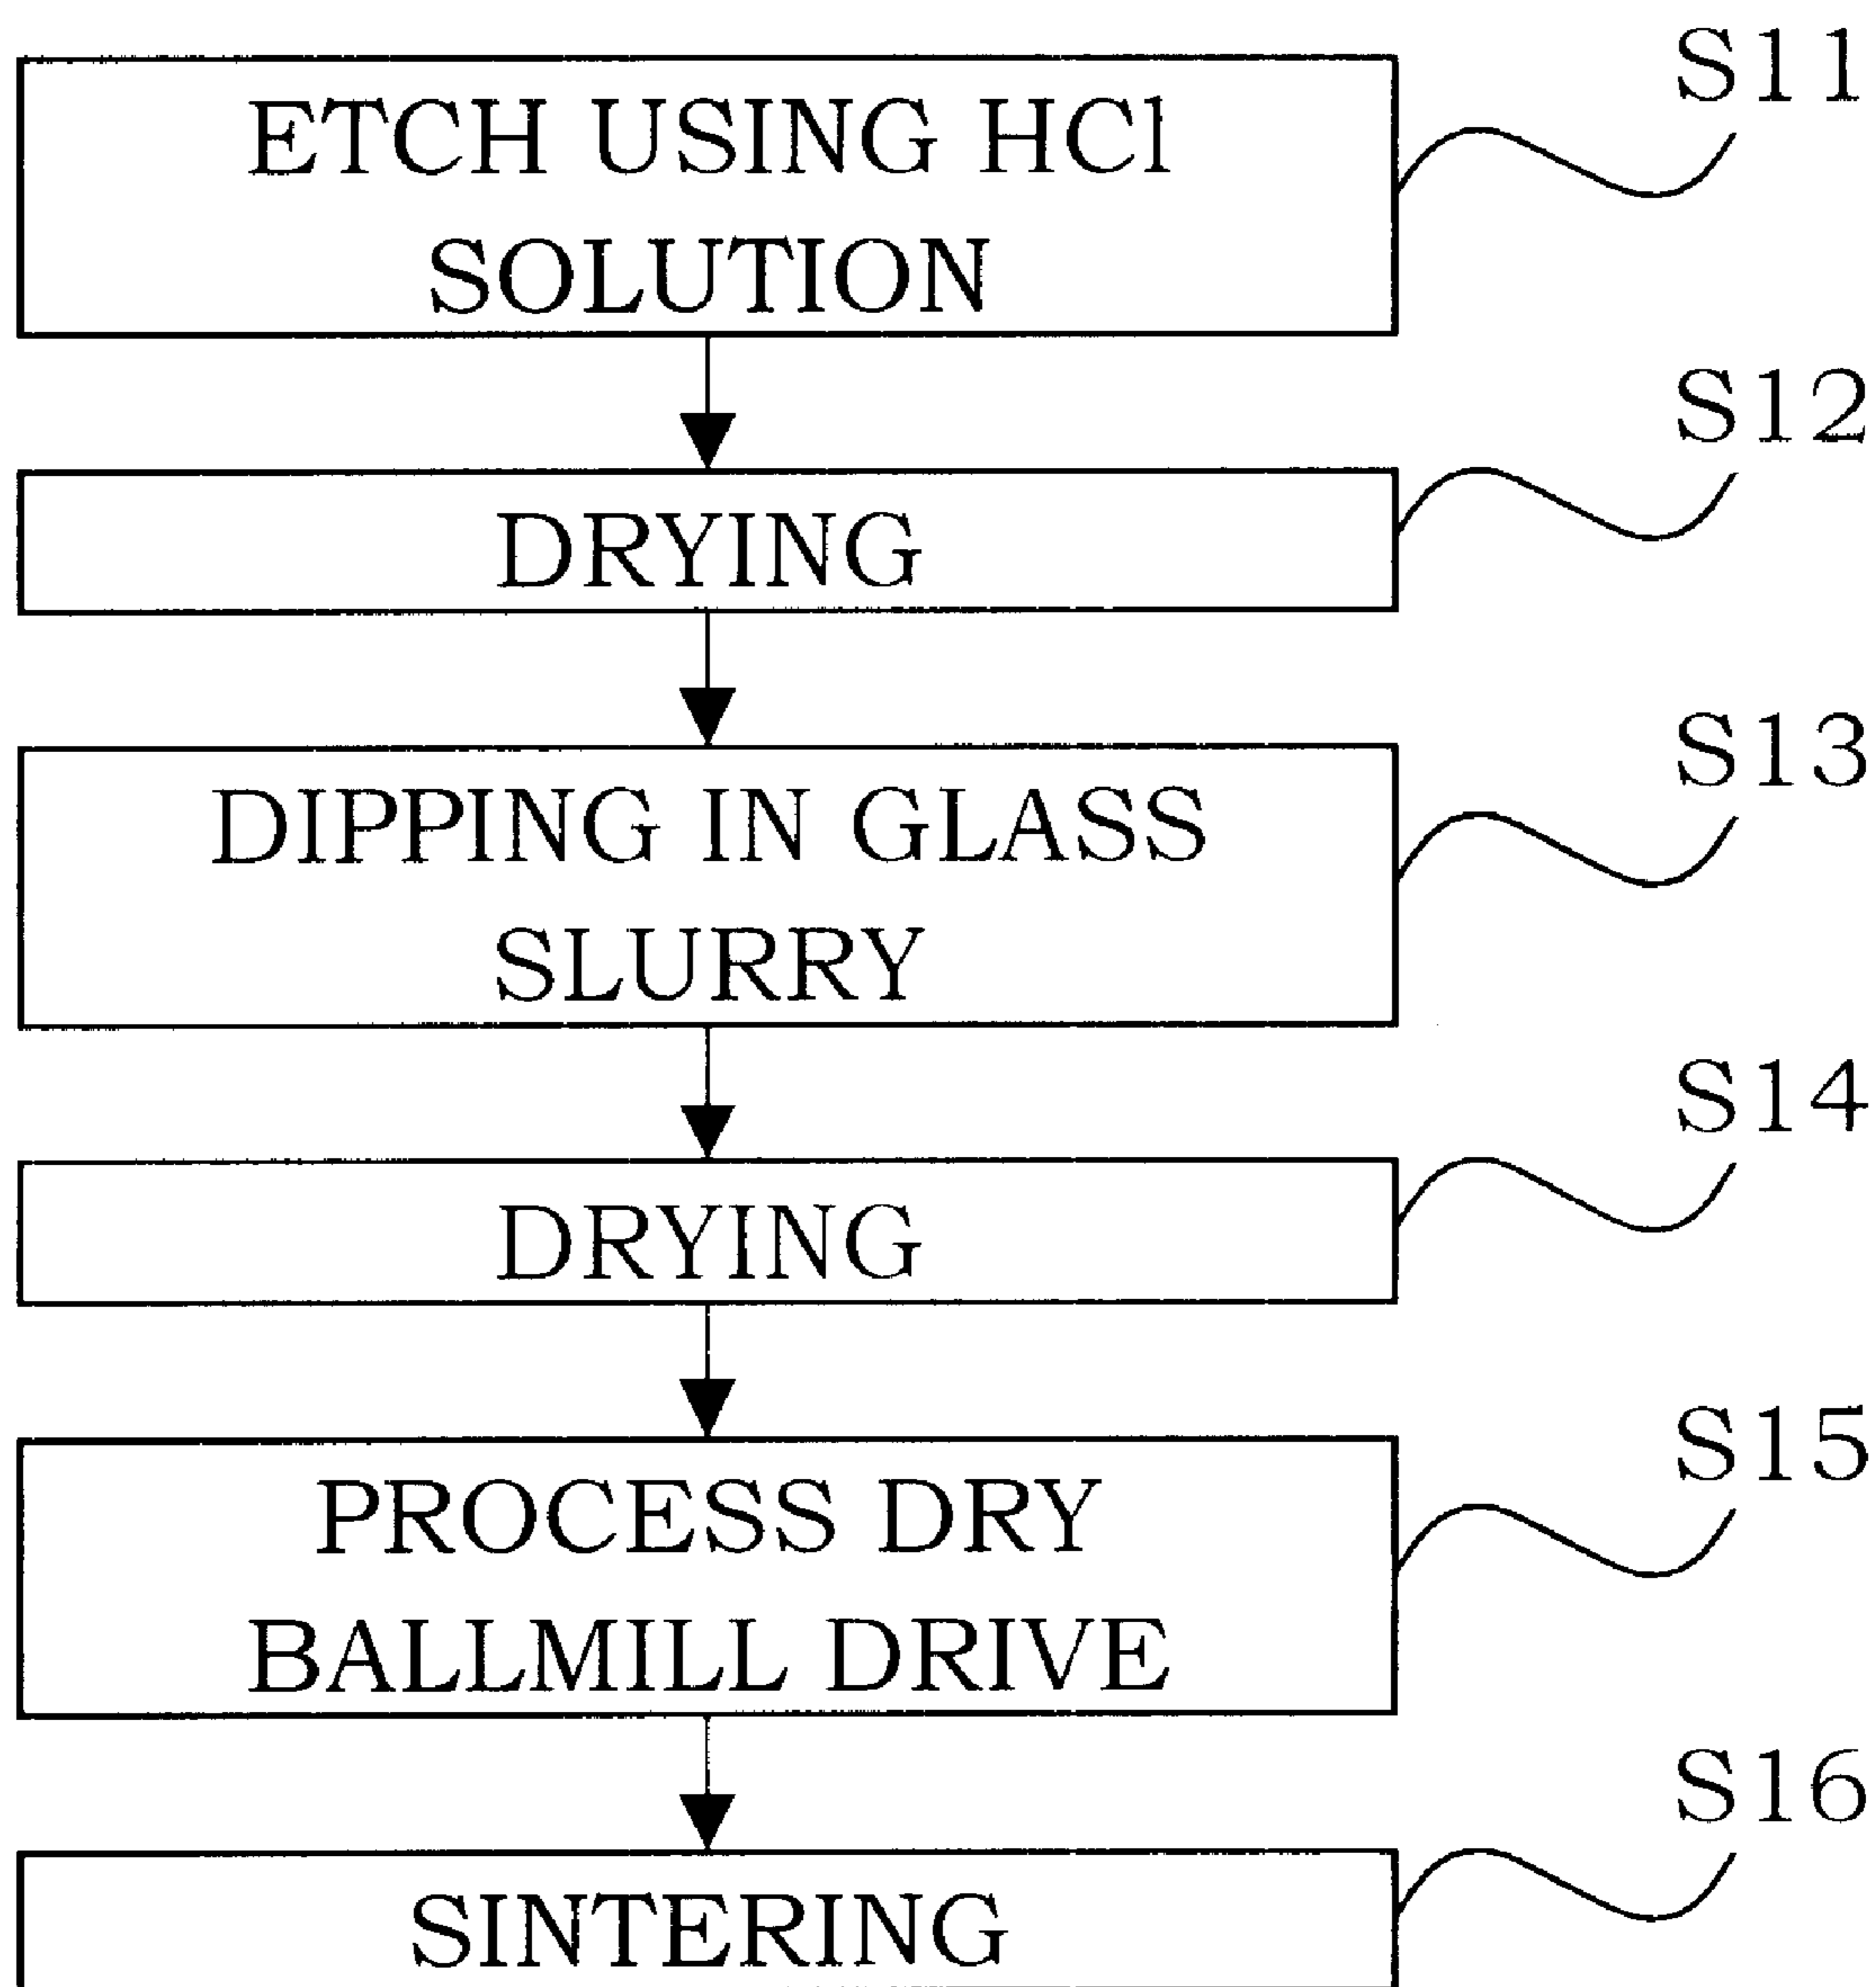 S11
ETCH USING HCl
SOLUTION
S12
DRYING
S13
DIPPING IN GLASS
SLURRY
S14
DRYING
S15
PROCESS DRY
BALLMILL DRIVE
S16
SINTERING